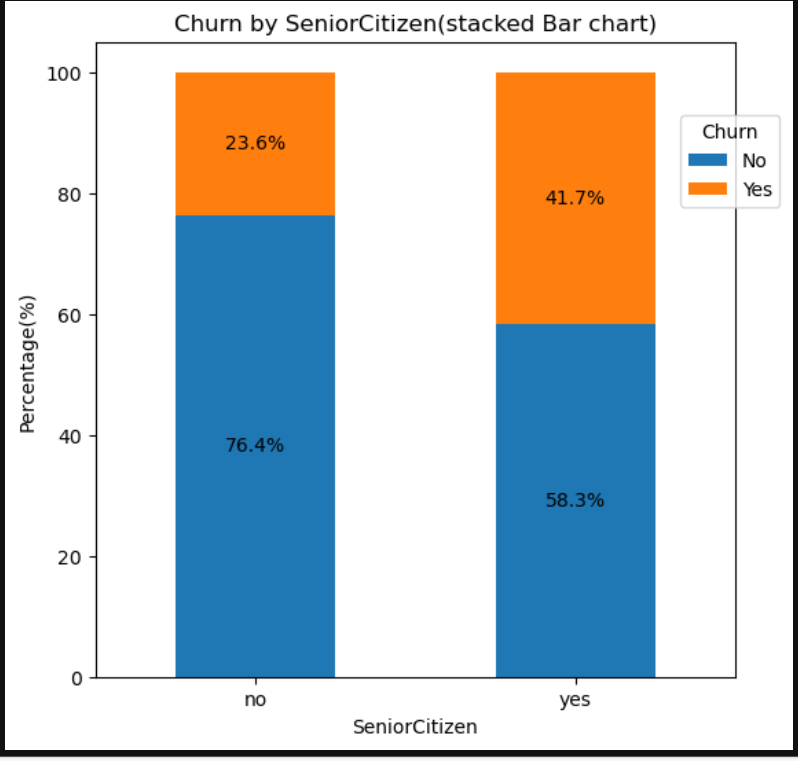 Churn by SeniorCitizen(stacked Bar chart)
100
80
60
40
20
0
Percentage(%)
23.6%
76.4%
41.7%
58.3%
Churn
No
Yes
no
yes
SeniorCitizen